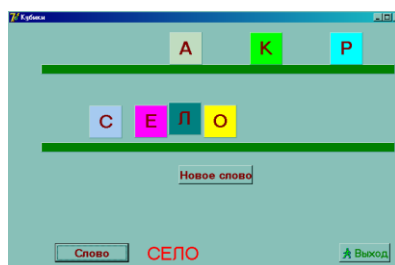 Кубики
А К Р
С Е Л О
Новое слово
Слово СЕЛО Выход